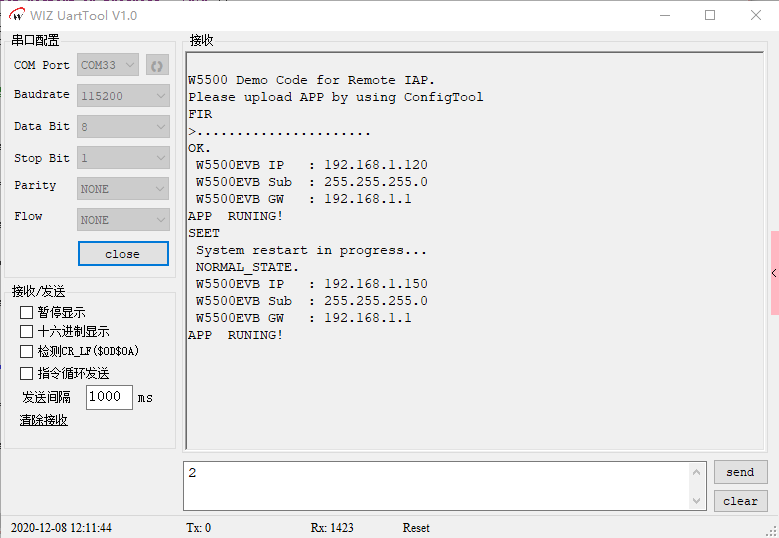 WIZ UartTool V1.0
串口配置
COM Port COM33
Baudrate 115200
Data Bit 8
Stop Bit 1
Parity NONE
Flow NONE
close
接收/发送
暂停显示
十六进制显示
检测CR_LF($0D$0A)
指令循环发送
发送间隔 1000 ms
清除接收
接收
W5500 Demo Code for Remote IAP.
Please upload APP by using ConfigTool
FIR
>......................
OK.
W5500EVB IP : 192.168.1.120
W5500EVB Sub : 255.255.255.0
W5500EVB GW : 192.168.1.1
APP RUNING!
SEET
System restart in progress...
NORMAL_STATE.
W5500EVB IP : 192.168.1.150
W5500EVB Sub : 255.255.255.0
W5500EVB GW : 192.168.1.1
APP RUNING!
2
send
clear
2020-12-08 12:11:44 Tx: 0 Rx: 1423 Reset